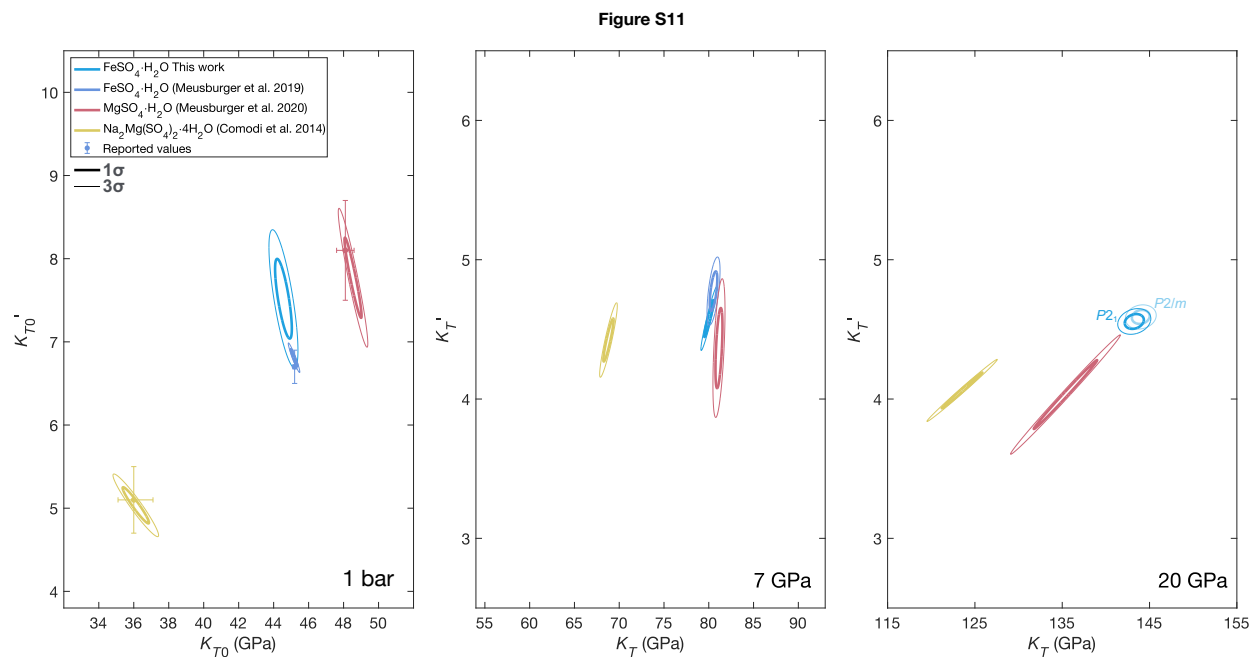 Figure S11
FeSO4·H2O This work
FeSO4·H2O (Meusburger et al. 2019)
MgSO4·H2O (Meusburger et al. 2020)
Na2Mg(SO4)2·4H2O (Comodi et al. 2014)
Reported values
1σ
3σ
10
9
8
7
6
5
4
KT0'
34 36 38 40 42 44 46 48 50
KT0 (GPa)
1 bar
6
5
4
3
KT'
55 60 65 70 75 80 85 90
KT (GPa)
7 GPa
6
5
4
3
KT'
P21
P2/m
115 125 135 145 155
KT (GPa)
20 GPa